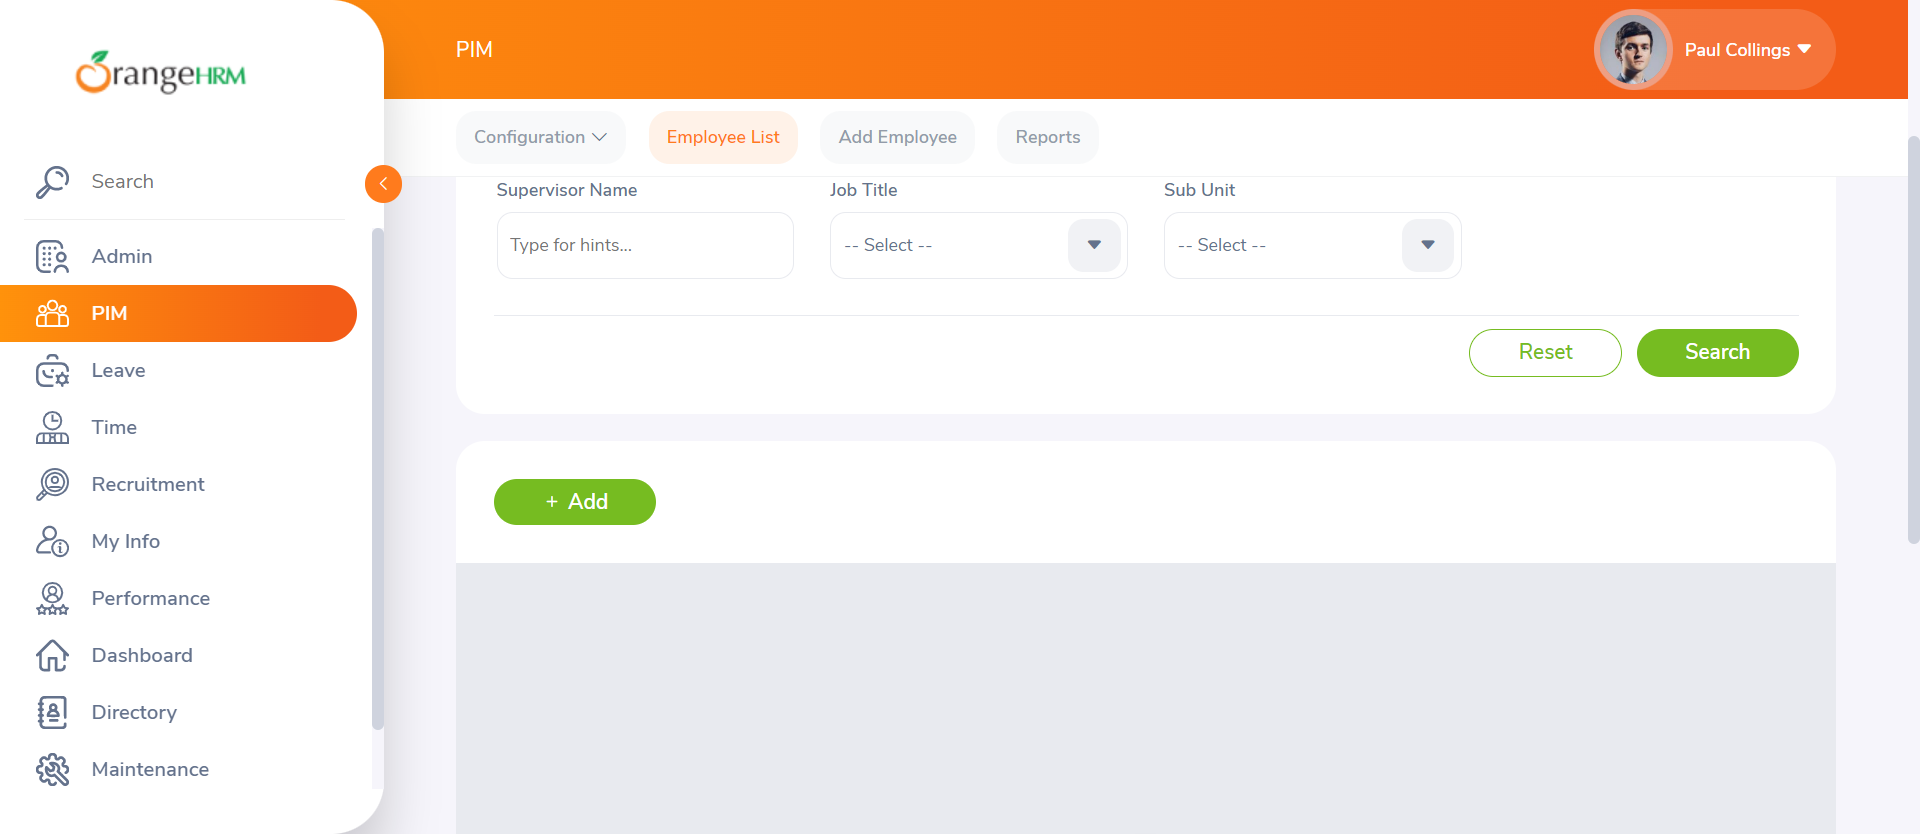 OrangeHRM
PIM
Paul Collings
Configuration
Employee List
Add Employee
Reports
Search
Admin
PIM
Leave
Time
Recruitment
My Info
Performance
Dashboard
Directory
Maintenance
Supervisor Name
Job Title
Sub Unit
Type for hints...
-- Select --
-- Select --
Reset
Search
+ Add